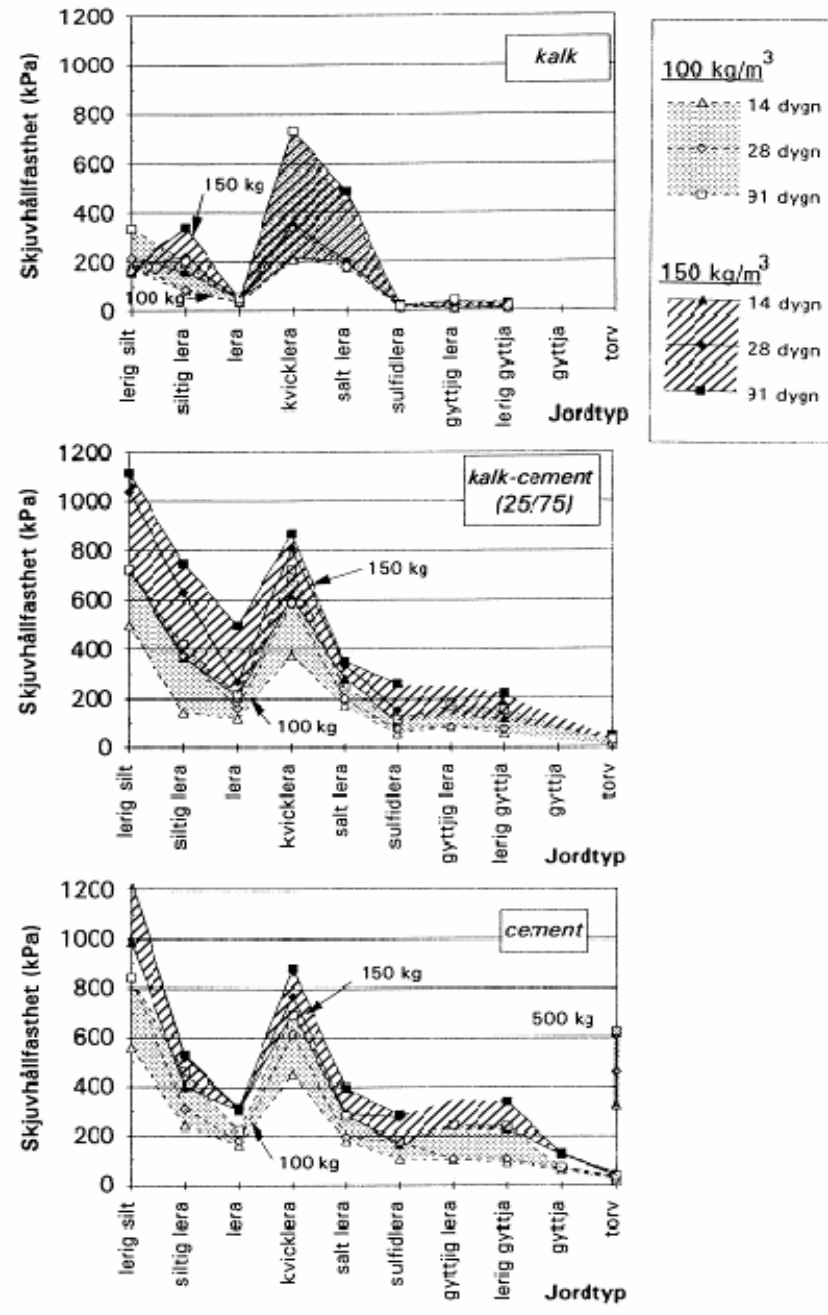 Skjuvhållfasthet (kPa)
1200
1000
800
600
400
200
0
kalk
150 kg
100 kg
lerig silt
siltig lera
lera
kvicklera
salt lera
sulfidlera
gyttjig lera
lerig gyttja
gyttja
torv
Jordtyp
100 kg/m³
14 dygn
28 dygn
91 dygn
150 kg/m³
14 dygn
28 dygn
91 dygn
Skjuvhållfasthet (kPa)
1200
1000
800
600
400
200
0
kalk-cement
(25/75)
150 kg
100 kg
lerig silt
siltig lera
lera
kvicklera
salt lera
sulfidlera
gyttjig lera
lerig gyttja
gyttja
torv
Jordtyp
Skjuvhållfasthet (kPa)
1200
1000
800
600
400
200
0
cement
150 kg
500 kg
100 kg
lerig silt
siltig lera
lera
kvicklera
salt lera
sulfidlera
gyttjig lera
lerig gyttja
gyttja
torv
Jordtyp